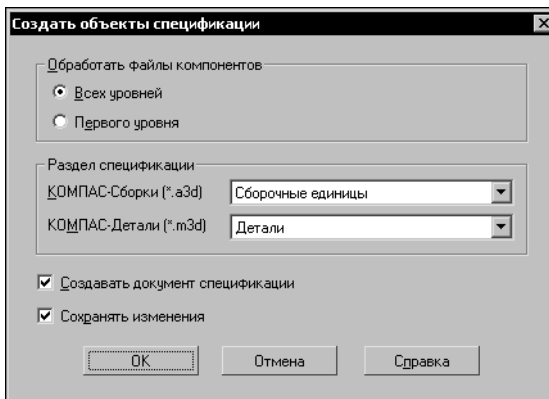 Создать объекты спецификации
Обработать файлы компонентов
Всех уровней
Первого уровня
Раздел спецификации
КОМПАС-Сборки (*.a3d) Сборочные единицы
КОМПАС-Детали (*.m3d) Детали
Создавать документ спецификации
Сохранять изменения
OK Отмена Справка